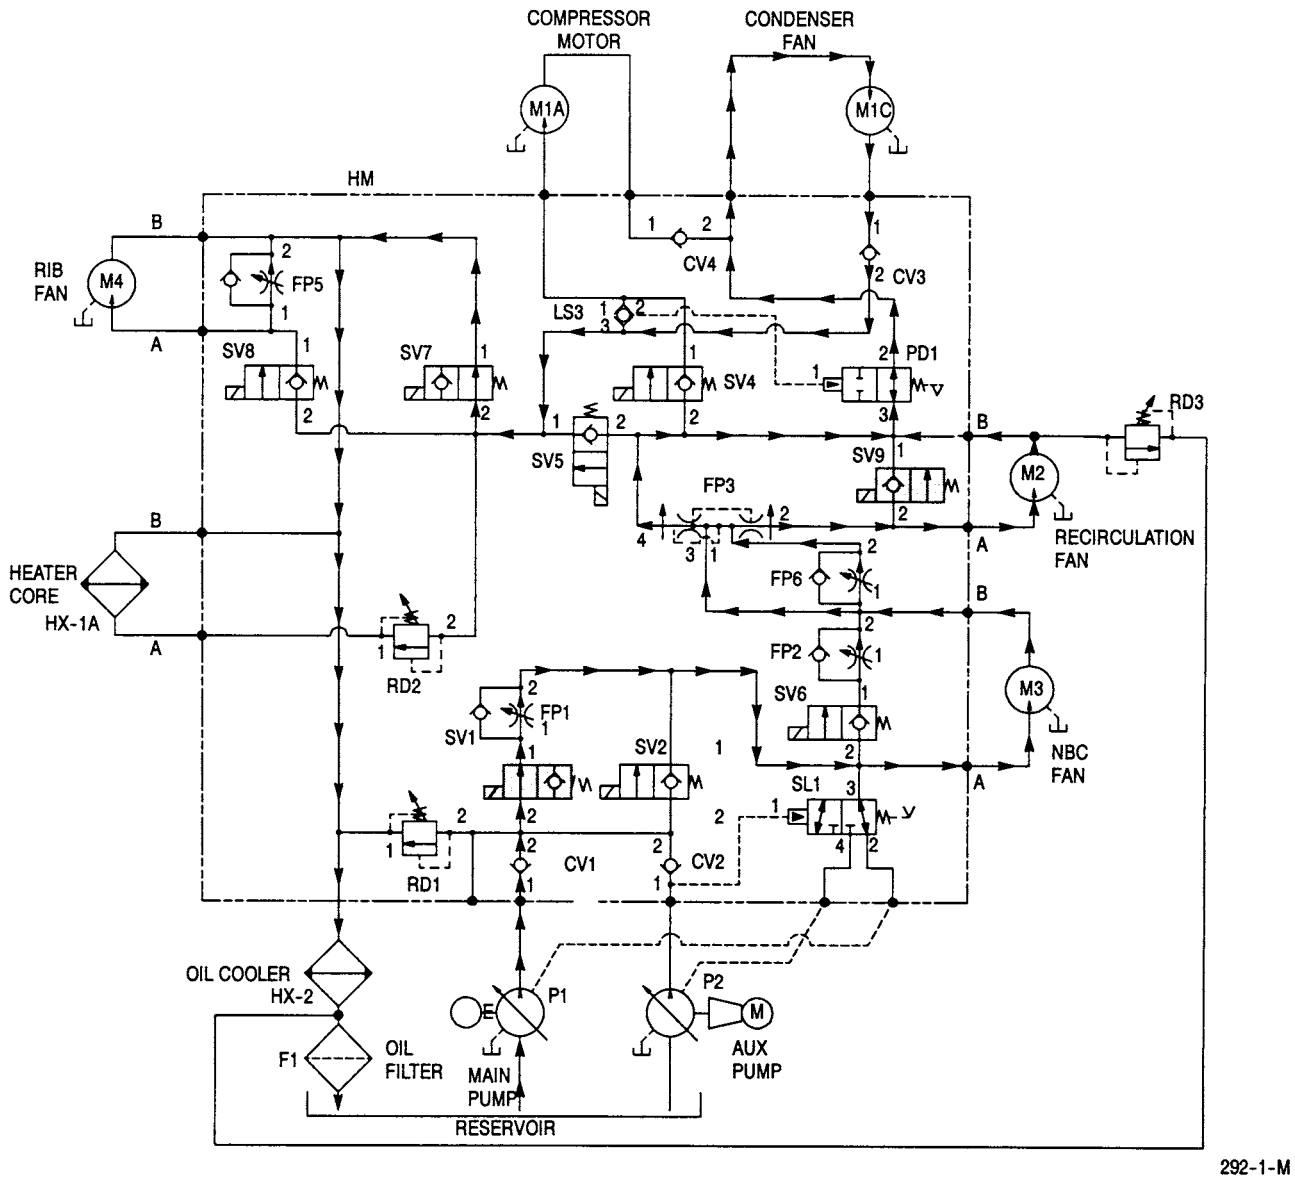 COMPRESSOR
MOTOR
CONDENSER
FAN
M1A
M1C
HM
B
1
2
1
RIB
FAN
M4
2
FP5
1
CV4
2
CV3
LS3
1
2
3
A
SV8
1
SV7
1
1
SV4
2
PD1
1
3
RD3
2
2
1
2
2
B
SV5
SV9
1
M2
FP3
2
4
3
1
2
A
RECIRCULATION
FAN
B
HEATER
CORE
HX-1A
2
FP6
1
B
A
2
1
RD2
2
FP2
1
M3
2
FP1
1
SV1
SV6
1
1
SV2
1
2
A
NBC
FAN
SL1
3
1
2
2
4
2
1
RD1
2
2
CV1
2
CV2
1
1
OIL COOLER
HX-2
P1
E
P2
M
F1
OIL
FILTER
MAIN
PUMP
AUX
PUMP
RESERVOIR
292-1-M